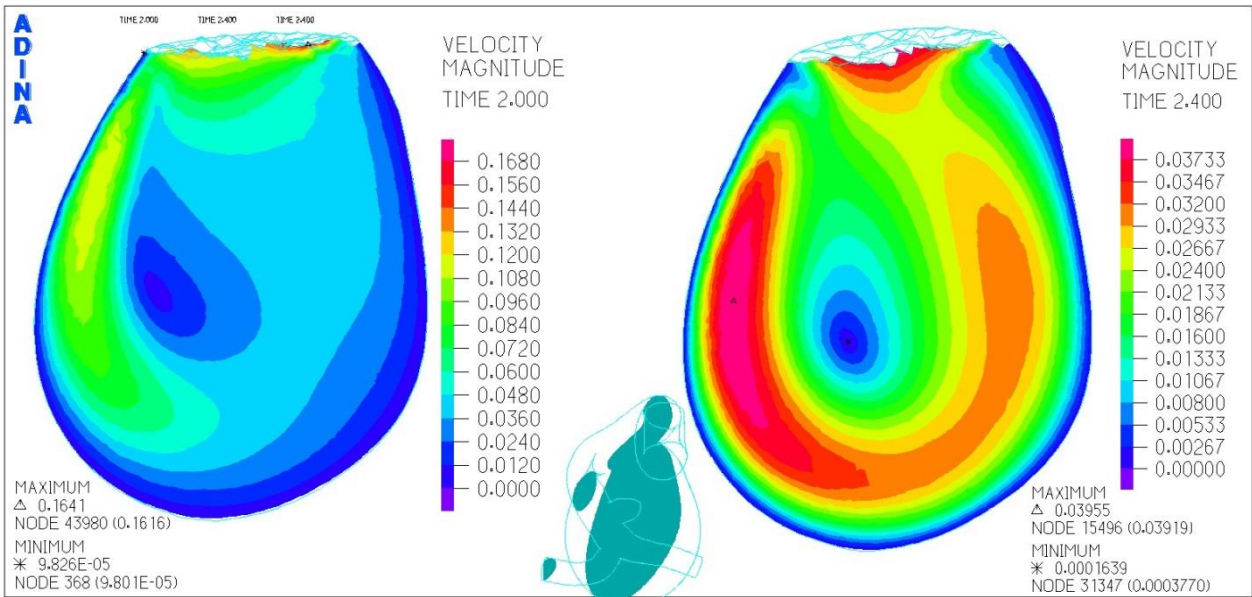 ADINA
TIME 2.000
TIME 2.400
TIME 2.400
VELOCITY
MAGNITUDE
TIME 2.000
0.1680
0.1560
0.1440
0.1320
0.1200
0.1080
0.0960
0.0840
0.0720
0.0600
0.0480
0.0360
0.0240
0.0120
0.0000
MAXIMUM
△ 0.1641
NODE 43980 (0.1616)
MINIMUM
✳ 9.826E-05
NODE 368 (9.801E-05)
VELOCITY
MAGNITUDE
TIME 2.400
0.03733
0.03467
0.03200
0.02933
0.02667
0.02400
0.02133
0.01867
0.01600
0.01333
0.01067
0.00800
0.00533
0.00267
0.00000
MAXIMUM
△ 0.03955
NODE 15496 (0.03919)
MINIMUM
✳ 0.0001639
NODE 31347 (0.0003770)